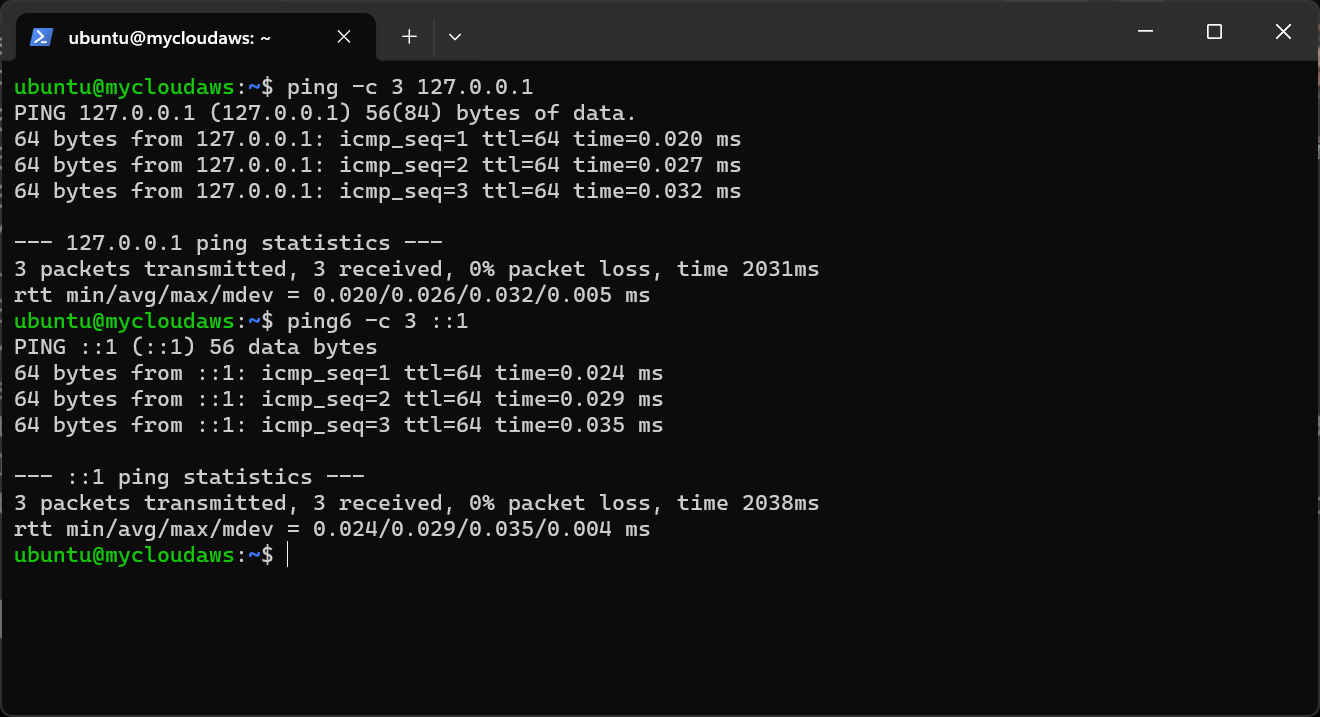 ubuntu@mycloudaws: ~
ubuntu@mycloudaws:~$ ping -c 3 127.0.0.1
PING 127.0.0.1 (127.0.0.1) 56(84) bytes of data.
64 bytes from 127.0.0.1: icmp_seq=1 ttl=64 time=0.020 ms
64 bytes from 127.0.0.1: icmp_seq=2 ttl=64 time=0.027 ms
64 bytes from 127.0.0.1: icmp_seq=3 ttl=64 time=0.032 ms
--- 127.0.0.1 ping statistics ---
3 packets transmitted, 3 received, 0% packet loss, time 2031ms
rtt min/avg/max/mdev = 0.020/0.026/0.032/0.005 ms
ubuntu@mycloudaws:~$ ping6 -c 3 ::1
PING ::1 (::1) 56 data bytes
64 bytes from ::1: icmp_seq=1 ttl=64 time=0.024 ms
64 bytes from ::1: icmp_seq=2 ttl=64 time=0.029 ms
64 bytes from ::1: icmp_seq=3 ttl=64 time=0.035 ms
--- ::1 ping statistics ---
3 packets transmitted, 3 received, 0% packet loss, time 2038ms
rtt min/avg/max/mdev = 0.024/0.029/0.035/0.004 ms
ubuntu@mycloudaws:~$